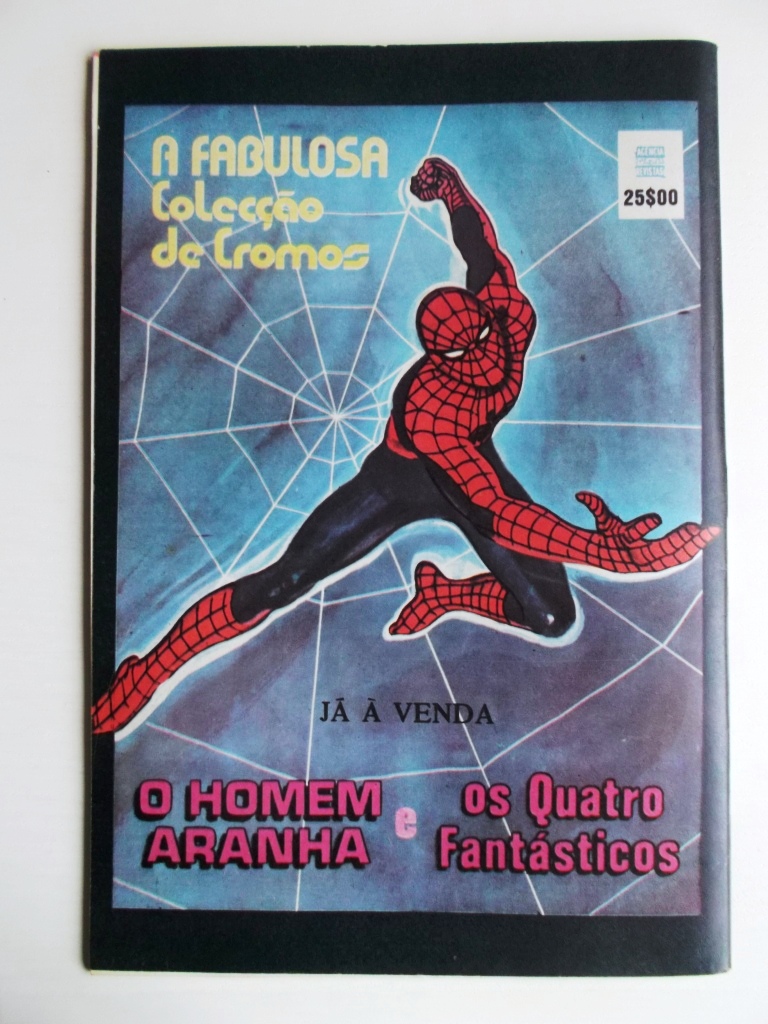 A FABULOSA
Colecção
de Cromos
25$00
JÁ À VENDA
O HOMEM
ARANHA
e
os Quatro
Fantásticos